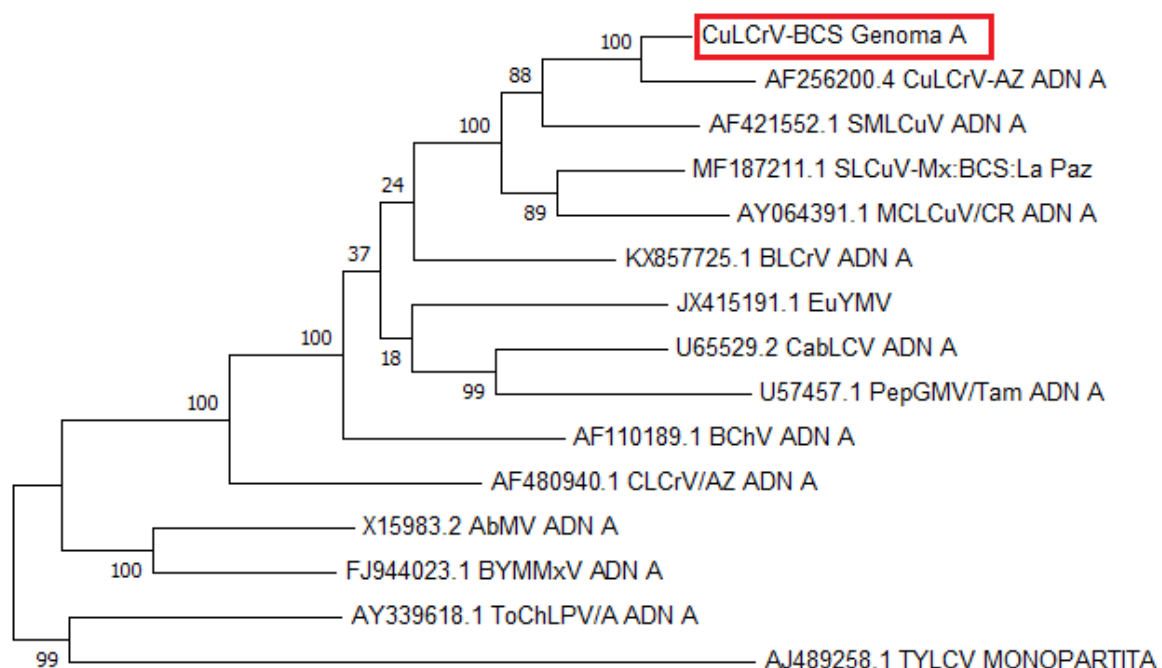 CuLCrV-BCS Genoma A
100
AF256200.4 CuLCrV-AZ ADN A
88
AF421552.1 SMLCuV ADN A
100
MF187211.1 SLCuV-Mx:BCS:La Paz
24
89
AY064391.1 MCLCuV/CR ADN A
37
KX857725.1 BLCrV ADN A
JX415191.1 EuYMV
100
18
U65529.2 CabLCV ADN A
99
U57457.1 PepGMV/Tam ADN A
100
AF110189.1 BChV ADN A
AF480940.1 CLCrV/AZ ADN A
X15983.2 AbMV ADN A
100
FJ944023.1 BYMMxV ADN A
AY339618.1 ToChLPV/A ADN A
99
AJ489258.1 TYLCV MONOPARTITA